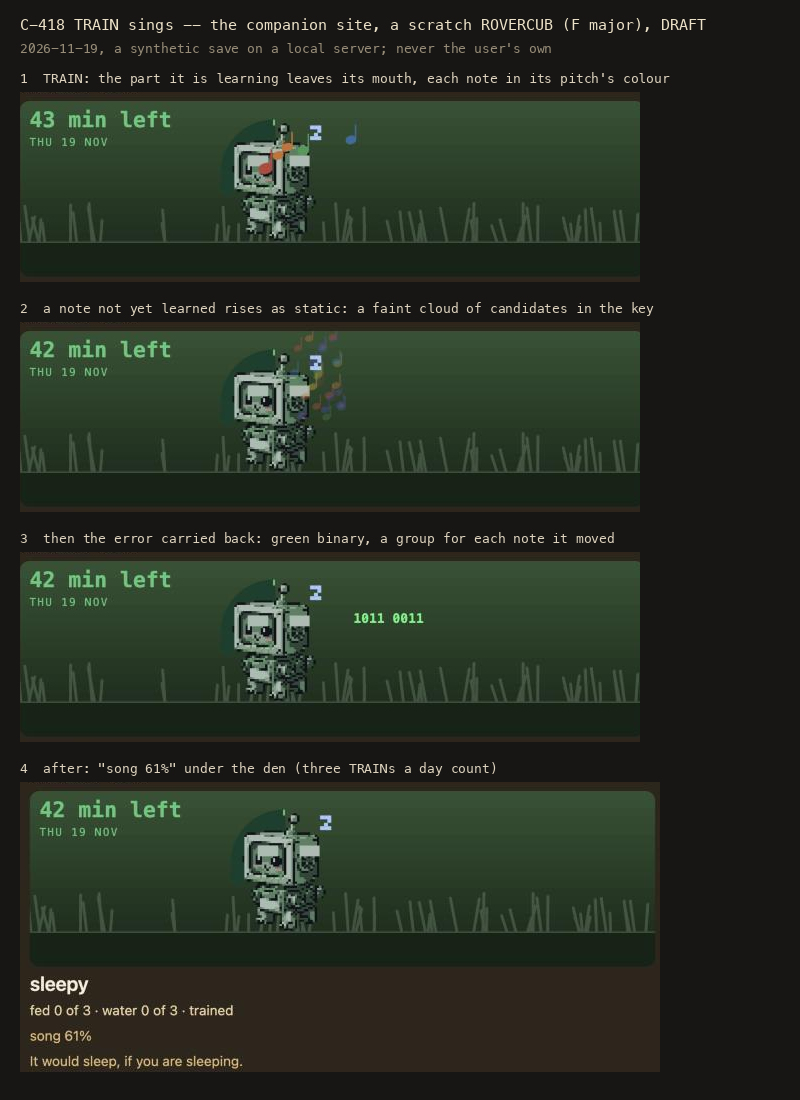 C–418 TRAIN sings –– the companion site, a scratch ROVERCUB (F major), DRAFT
2026–11–19, a synthetic save on a local server; never the user's own
1 TRAIN: the part it is learning leaves its mouth, each note in its pitch's colour
43 min left
THU 19 NOV
Z
2 a note not yet learned rises as static: a faint cloud of candidates in the key
42 min left
THU 19 NOV
Z
3 then the error carried back: green binary, a group for each note it moved
42 min left
THU 19 NOV
Z
1011 0011
4 after: "song 61%" under the den (three TRAINs a day count)
42 min left
THU 19 NOV
Z
sleepy
fed 0 of 3 · water 0 of 3 · trained
song 61%
It would sleep, if you are sleeping.